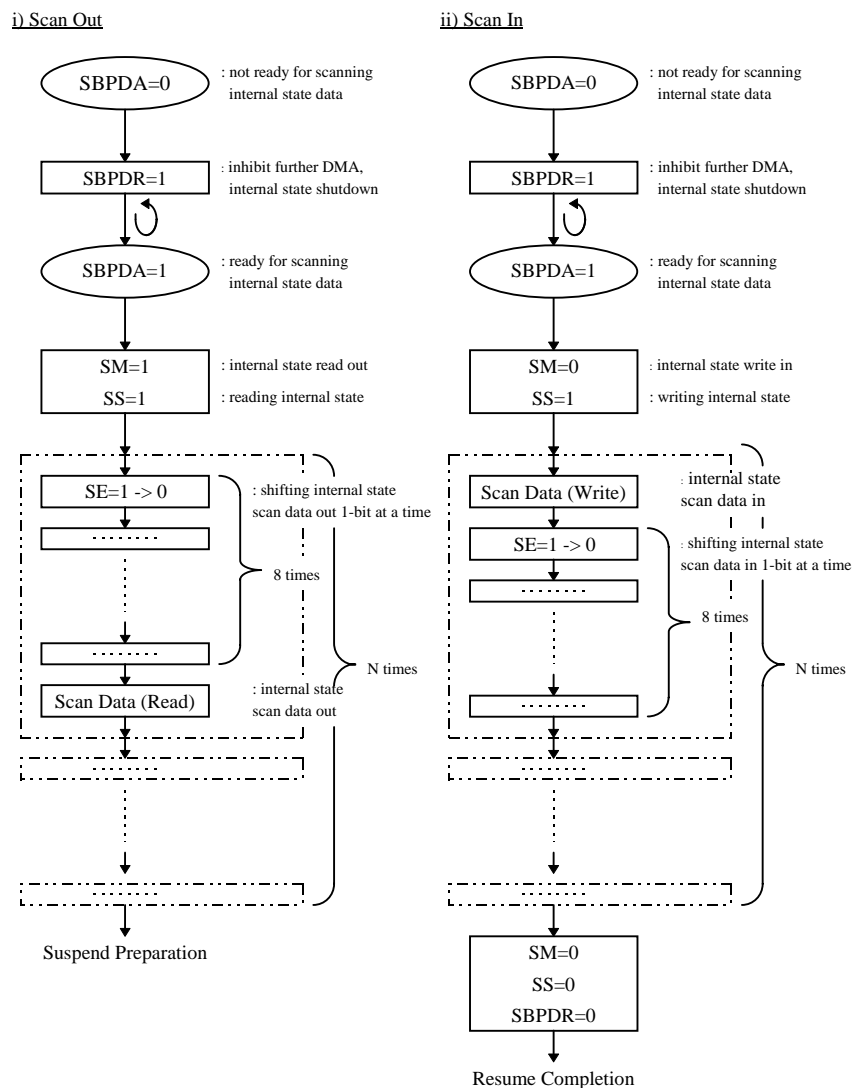 i) Scan Out
SBPDA=0
: not ready for scanning
internal state data
SBPDR=1
: inhibit further DMA,
internal state shutdown
SBPDA=1
: ready for scanning
internal state data
SM=1
: internal state read out
SS=1
: reading internal state
SE=1 -> 0
: shifting internal state
scan data out 1-bit at a time
8 times
N times
Scan Data (Read)
: internal state
scan data out
Suspend Preparation
ii) Scan In
SBPDA=0
: not ready for scanning
internal state data
SBPDR=1
: inhibit further DMA,
internal state shutdown
SBPDA=1
: ready for scanning
internal state data
SM=0
: internal state write in
SS=1
: writing internal state
Scan Data (Write)
: internal state
scan data in
SE=1 -> 0
: shifting internal state
scan data in 1-bit at a time
8 times
N times
SM=0
SS=0
SBPDR=0
Resume Completion